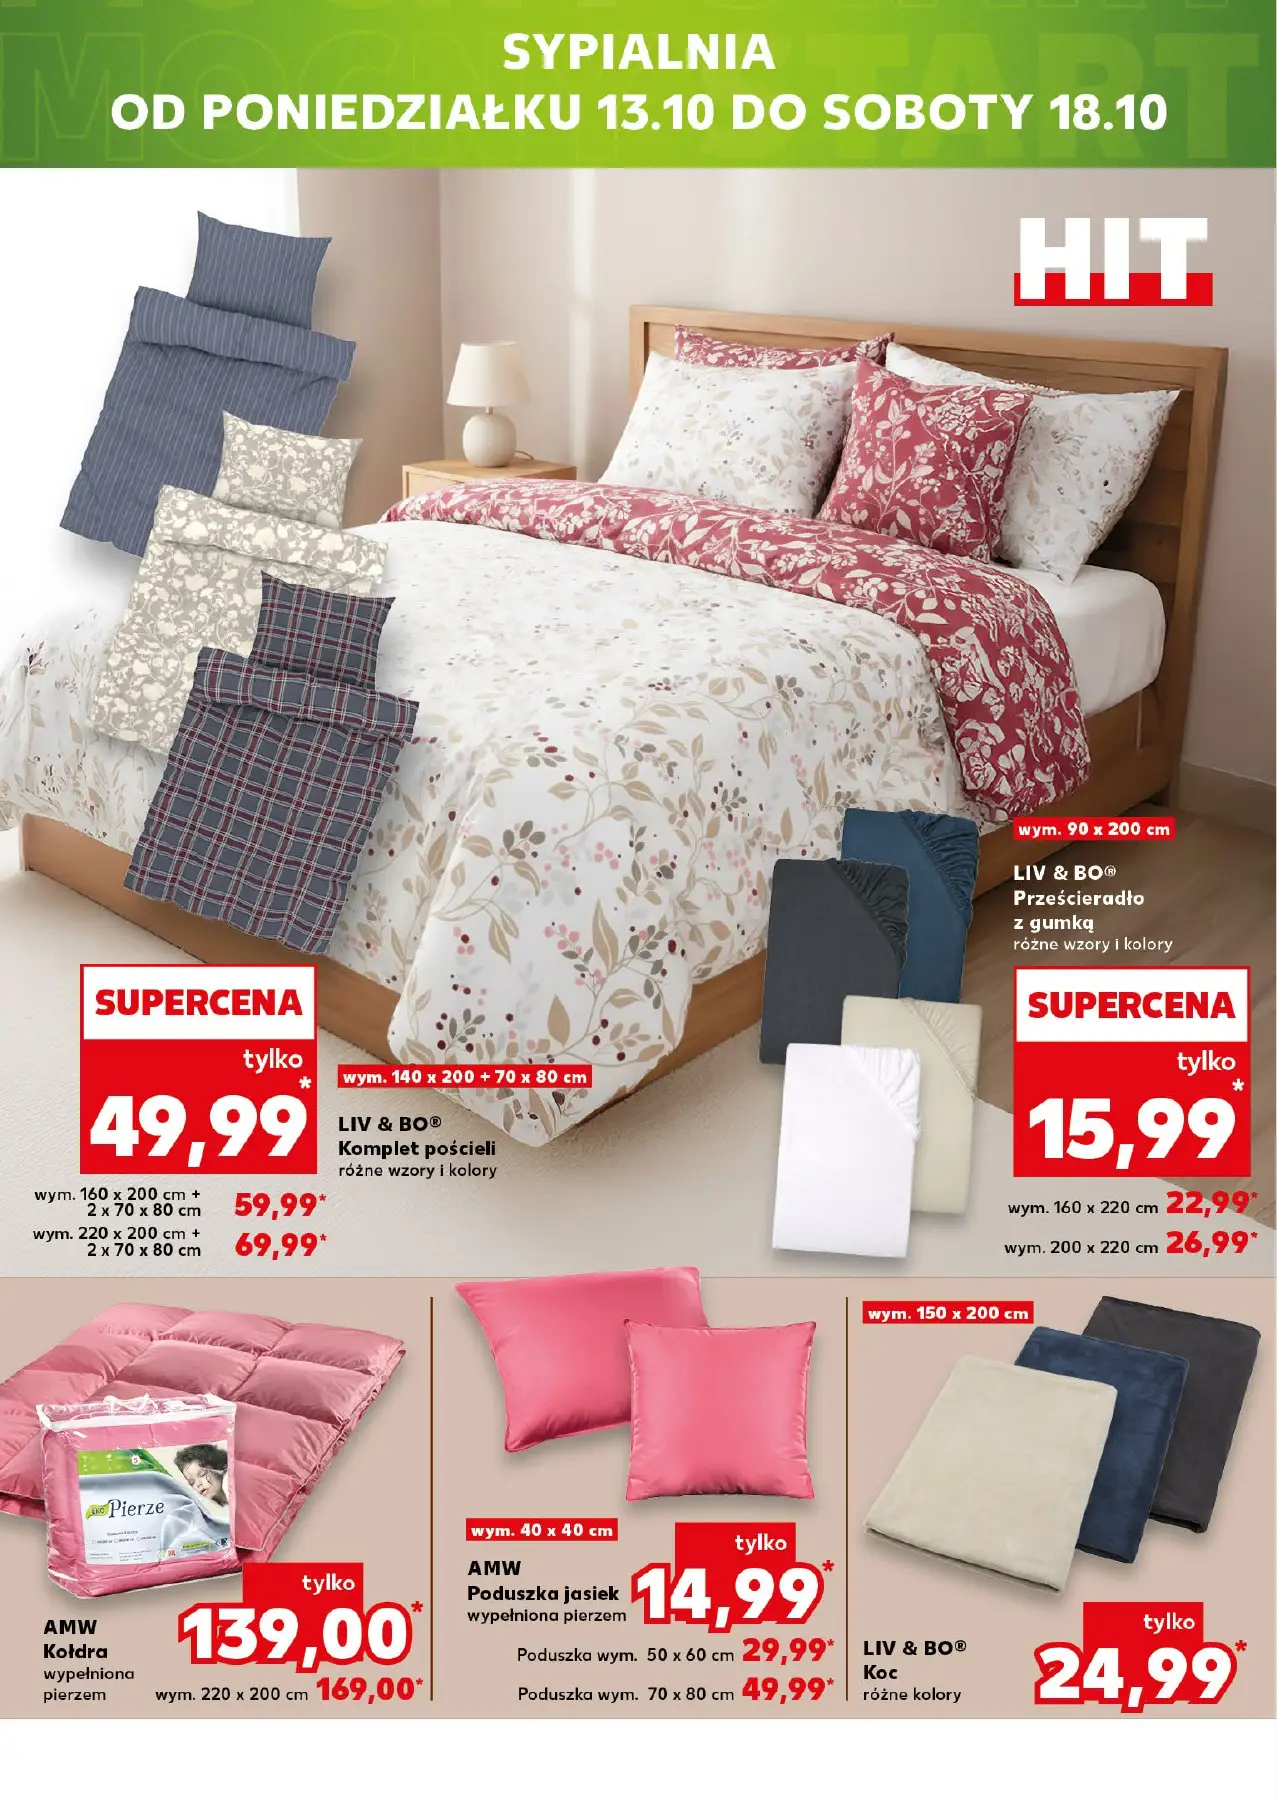 SYPIALNIA
OD PONIEDZIAŁKU 13.10 DO SOBOTY 18.10
MOCNY START
HIT
wym. 90 x 200 cm
LIV & BO®
Prześcieradło
z gumką
różne wzory i kolory
SUPERCENA
tylko
15,99*
wym. 160 x 220 cm 22,99*
wym. 200 x 220 cm 26,99*
SUPERCENA
tylko
49,99*
wym. 140 x 200 + 70 x 80 cm
LIV & BO®
Komplet pościeli
różne wzory i kolory
wym. 160 x 200 cm +
2 x 70 x 80 cm 59,99*
wym. 220 x 200 cm +
2 x 70 x 80 cm 69,99*
EKO Pierze
AMW
Kołdra
wypełniona
pierzem
tylko
139,00*
wym. 220 x 200 cm 169,00*
wym. 40 x 40 cm
AMW
Poduszka jasiek
wypełniona pierzem
tylko
14,99*
Poduszka wym. 50 x 60 cm 29,99*
Poduszka wym. 70 x 80 cm 49,99*
wym. 150 x 200 cm
LIV & BO®
Koc
różne kolory
tylko
24,99*